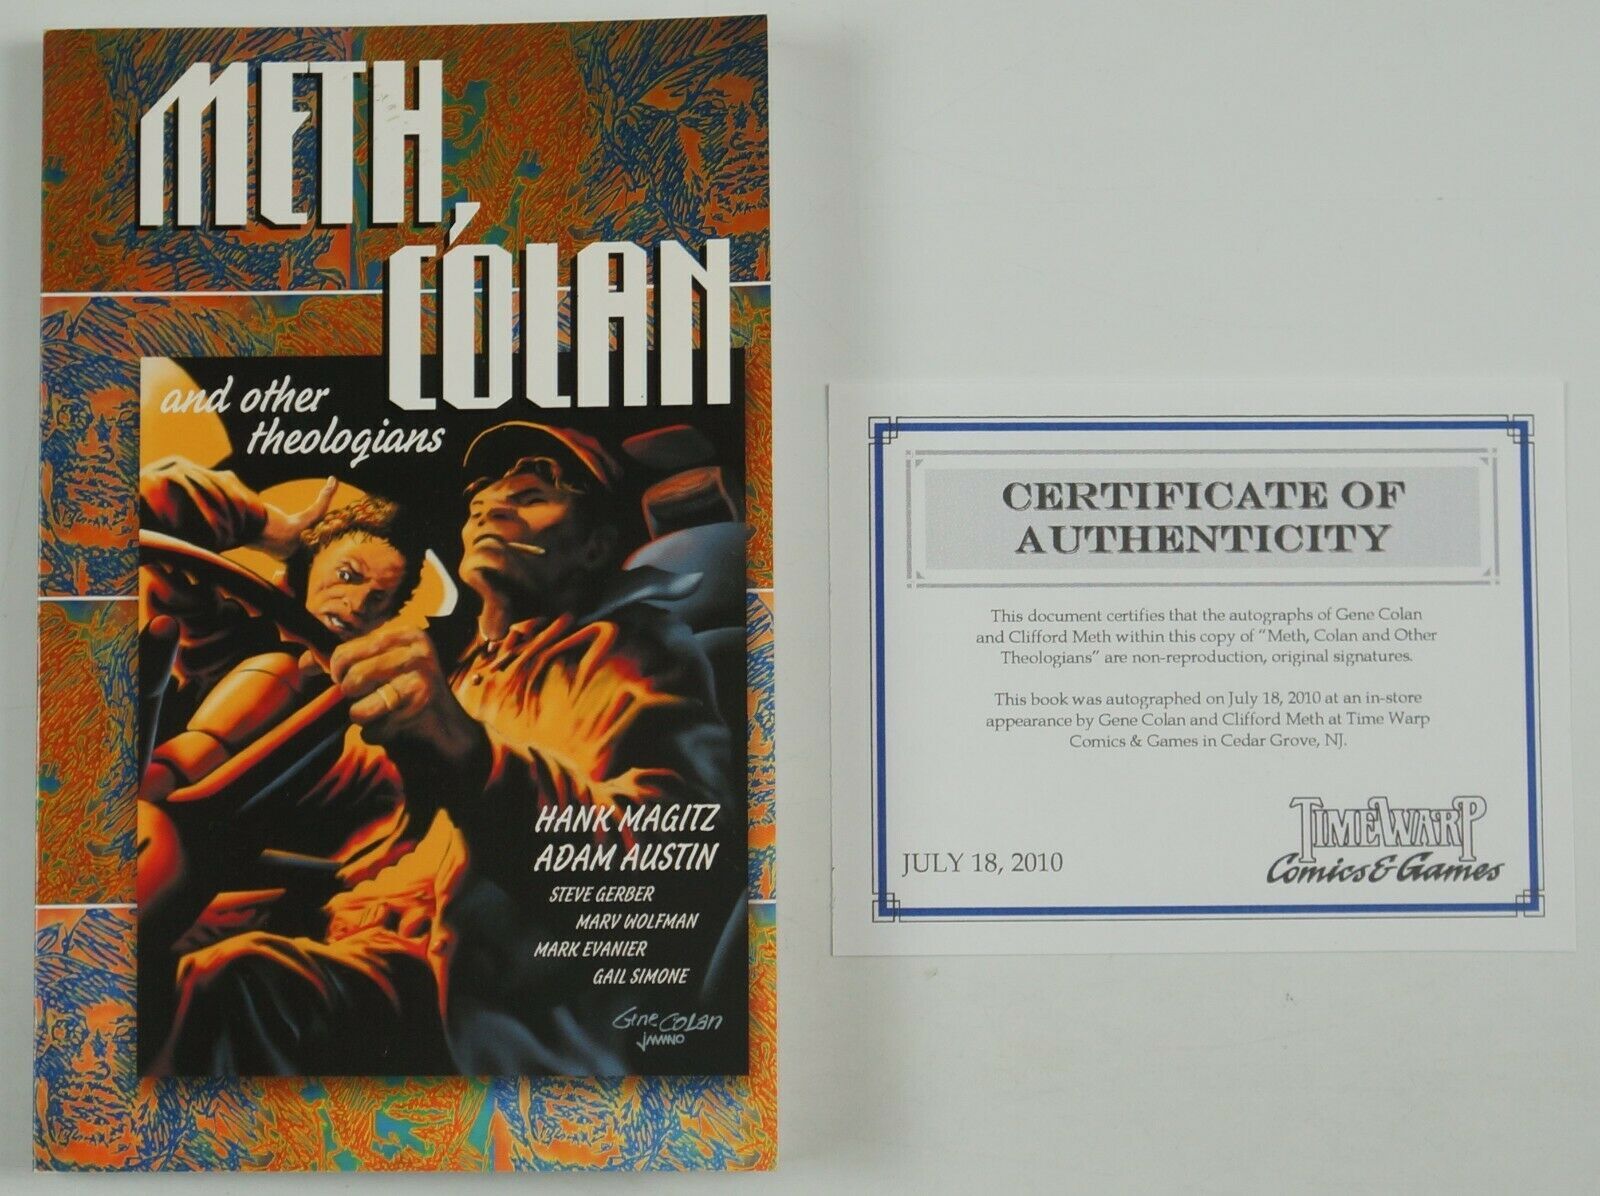 METH,
COLAN
and other
theologians
HANK MAGITZ
ADAM AUSTIN
STEVE GERBER
MARV WOLFMAN
MARK EVANIER
GAIL SIMONE
Gene Colan
CERTIFICATE OF
AUTHENTICITY
This document certifies that the autographs of Gene Colan
and Clifford Meth within this copy of "Meth, Colan and Other
Theologians" are non-reproduction, original signatures.
This book was autographed on July 18, 2010 at an in-store
appearance by Gene Colan and Clifford Meth at Time Warp
Comics & Games in Cedar Grove, NJ.
JULY 18, 2010
TIMEWARP
Comics & Games